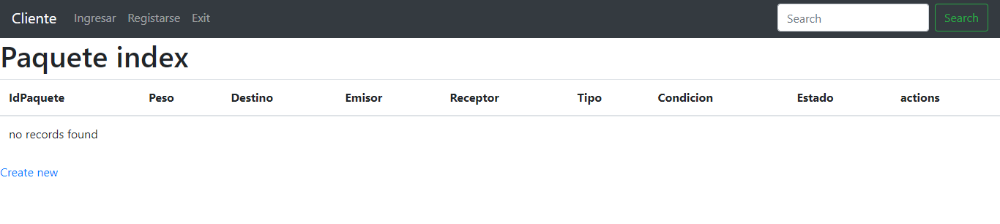 Cliente Ingresar Registarse Exit Search Search
Paquete index
IdPaquete Peso Destino Emisor Receptor Tipo Condicion Estado actions
no records found
Create new